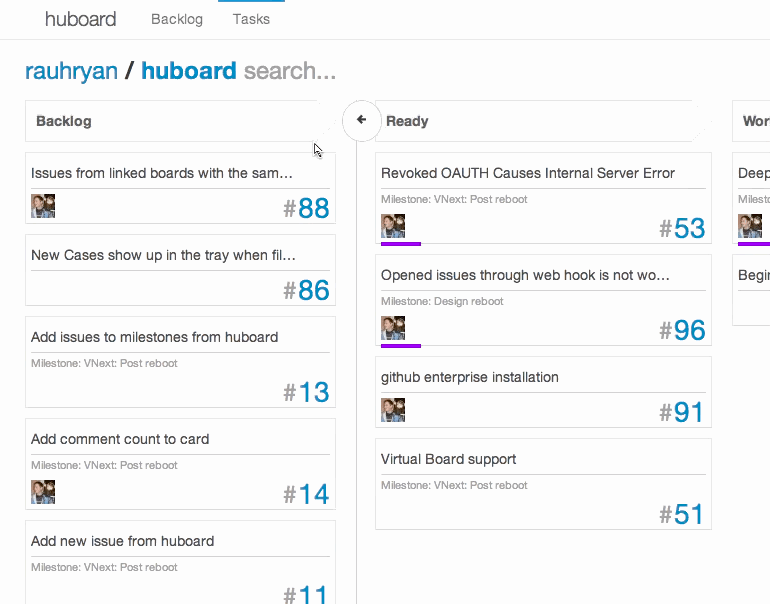 huboard Backlog Tasks
rauhryan / huboard search...
Backlog
Issues from linked boards with the sam...
#88
New Cases show up in the tray when fil...
#86
Add issues to milestones from huboard
Milestone: VNext: Post reboot
#13
Add comment count to card
Milestone: VNext: Post reboot
#14
Add new issue from huboard
Milestone: VNext: Post reboot
#11
Ready
Revoked OAUTH Causes Internal Server Error
Milestone: VNext: Post reboot
#53
Opened issues through web hook is not wo...
Milestone: Design reboot
#96
github enterprise installation
#91
Virtual Board support
Milestone: VNext: Post reboot
#51
Wor
Deep
Milest
Begin